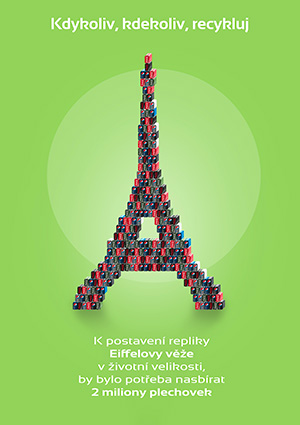 Kdykoliv, kdekoliv, recykluj
K postavení repliky
Eiffelovy věže
v životní velikosti,
by bylo potřeba nasbírat
2 miliony plechovek